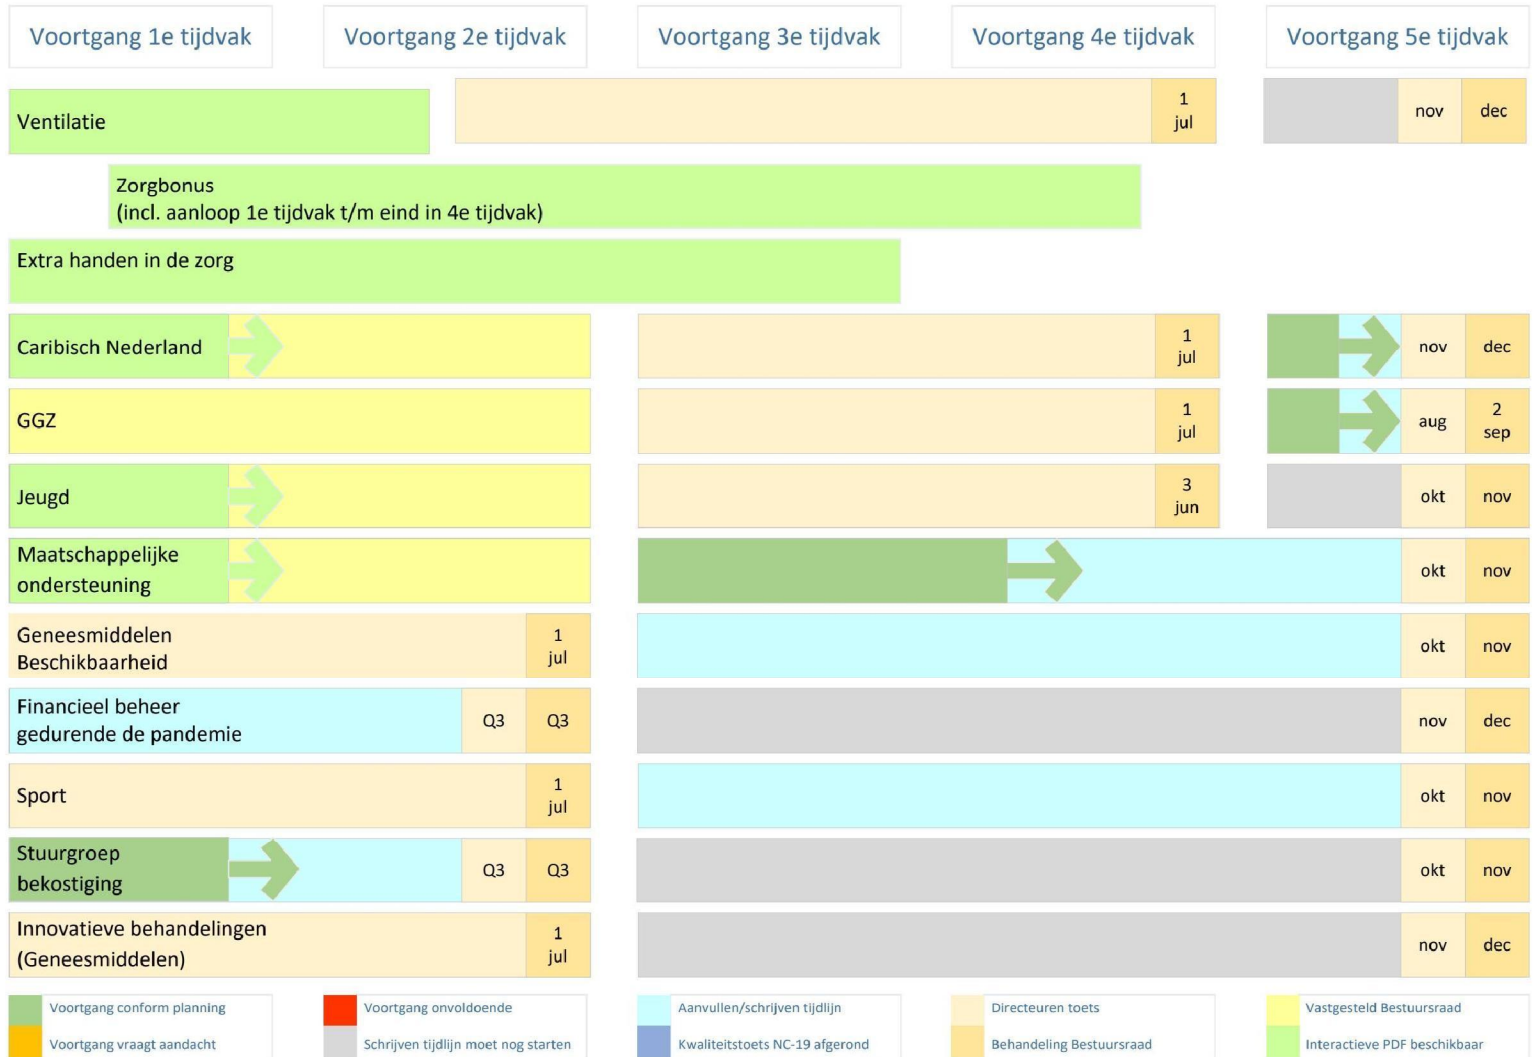 Voortgang 1e tijdvak
Voortgang 2e tijdvak
Voortgang 3e tijdvak
Voortgang 4e tijdvak
Voortgang 5e tijdvak
Ventilatie
1
jul
nov
dec
Zorgbonus
(incl. aanloop 1e tijdvak t/m eind in 4e tijdvak)
Extra handen in de zorg
Caribisch Nederland
1
jul
nov
dec
GGZ
1
jul
aug
2
sep
Jeugd
3
jun
okt
nov
Maatschappelijke
ondersteuning
okt
nov
Geneesmiddelen
Beschikbaarheid
1
jul
okt
nov
Financieel beheer
gedurende de pandemie
Q3
Q3
nov
dec
Sport
1
jul
okt
nov
Stuurgroep
bekostiging
Q3
Q3
okt
nov
Innovatieve behandelingen
(Geneesmiddelen)
1
jul
nov
dec
Voortgang conform planning
Voortgang onvoldoende
Aanvullen/schrijven tijdlijn
Directeuren toets
Vastgesteld Bestuursraad
Voortgang vraagt aandacht
Schrijven tijdlijn moet nog starten
Kwaliteitstoets NC-19 afgerond
Behandeling Bestuursraad
Interactieve PDF beschikbaar